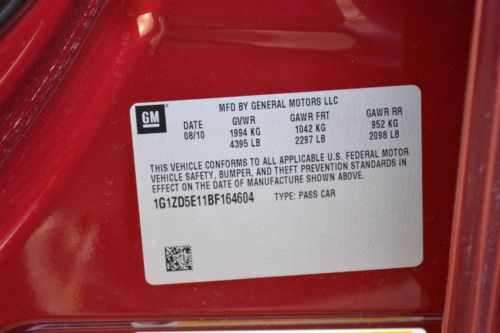 GM
MFD BY GENERAL MOTORS LLC
DATE GVWR GAWR FRT GAWR RR
08/10 1994 KG 1042 KG 952 KG
4395 LB 2297 LB 2098 LB
THIS VEHICLE CONFORMS TO ALL APPLICABLE U.S. FEDERAL MOTOR
VEHICLE SAFETY, BUMPER, AND THEFT PREVENTION STANDARDS IN
EFFECT ON THE DATE OF MANUFACTURE SHOWN ABOVE.
1G1ZD5E11BF164604 TYPE: PASS CAR